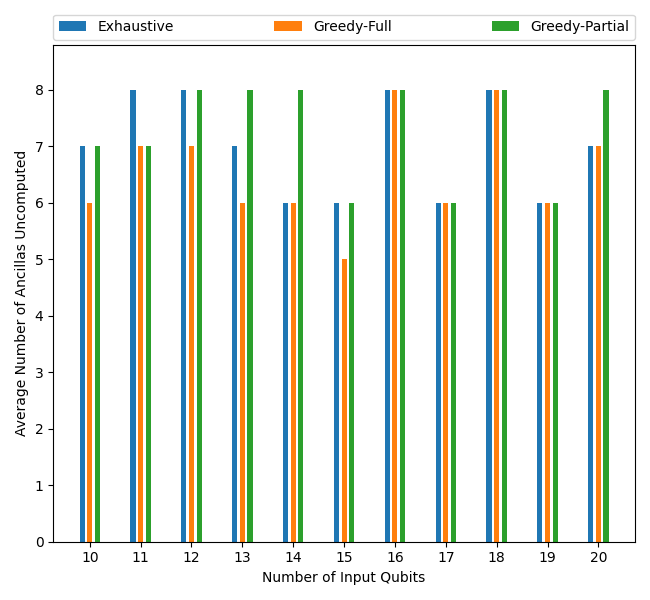 Exhaustive Greedy-Full Greedy-Partial
8
7
6
5
4
3
2
1
0
Average Number of Ancillas Uncomputed
10 11 12 13 14 15 16 17 18 19 20
Number of Input Qubits